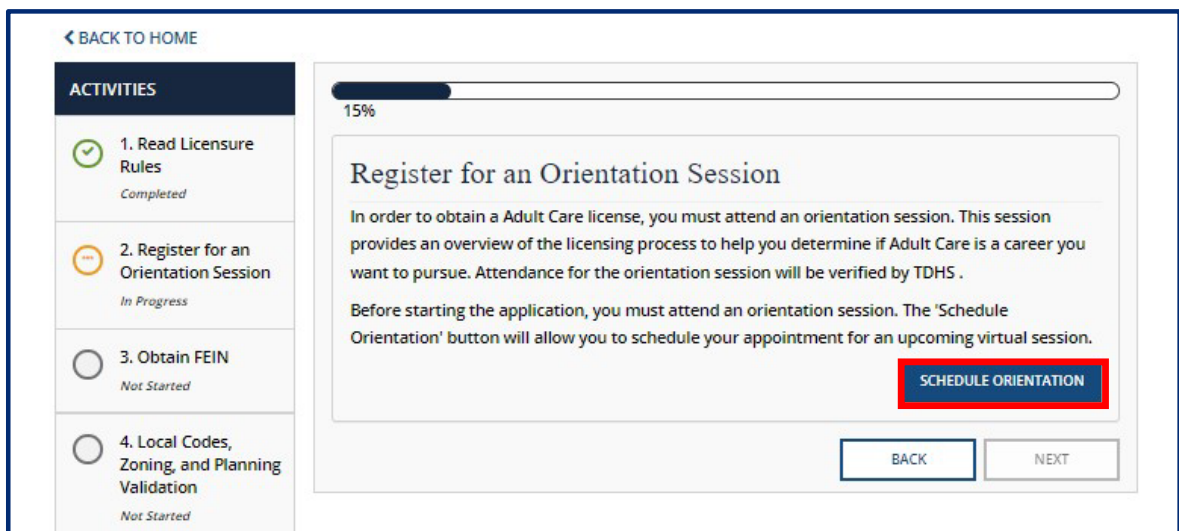 BACK TO HOME
ACTIVITIES
1. Read Licensure
Rules
Completed
2. Register for an
Orientation Session
In Progress
3. Obtain FEIN
Not Started
4. Local Codes,
Zoning, and Planning
Validation
Not Started
15%
Register for an Orientation Session
In order to obtain a Adult Care license, you must attend an orientation session. This session
provides an overview of the licensing process to help you determine if Adult Care is a career you
want to pursue. Attendance for the orientation session will be verified by TDHS .
Before starting the application, you must attend an orientation session. The 'Schedule
Orientation' button will allow you to schedule your appointment for an upcoming virtual session.
SCHEDULE ORIENTATION
BACK
NEXT